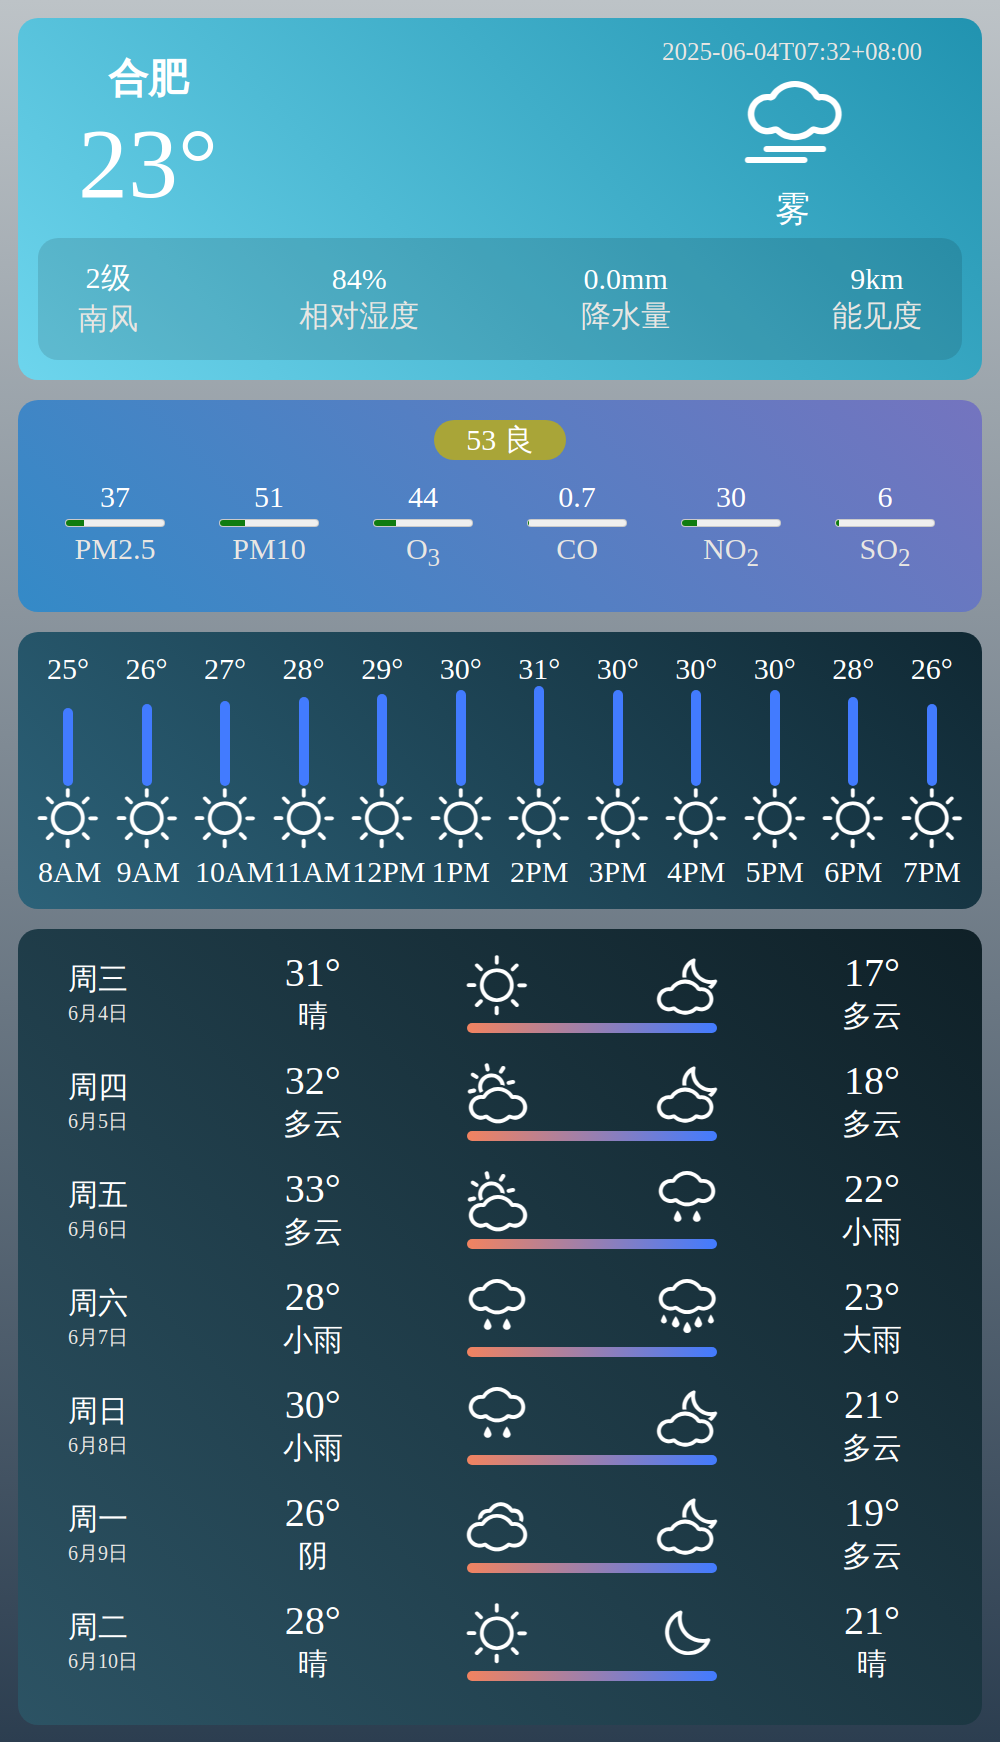 合肥
23°
2025-06-04T07:32+08:00
雾
2级 84% 0.0mm 9km
南风 相对湿度 降水量 能见度
53 良
37 51 44 0.7 30 6
PM2.5 PM10 O3 CO NO2 SO2
25° 26° 27° 28° 29° 30° 31° 30° 30° 30° 28° 26°
8AM 9AM 10AM 11AM 12PM 1PM 2PM 3PM 4PM 5PM 6PM 7PM
周三 31° 17°
6月4日 晴 多云
周四 32° 18°
6月5日 多云 多云
周五 33° 22°
6月6日 多云 小雨
周六 28° 23°
6月7日 小雨 大雨
周日 30° 21°
6月8日 小雨 多云
周一 26° 19°
6月9日 阴 多云
周二 28° 21°
6月10日 晴 晴